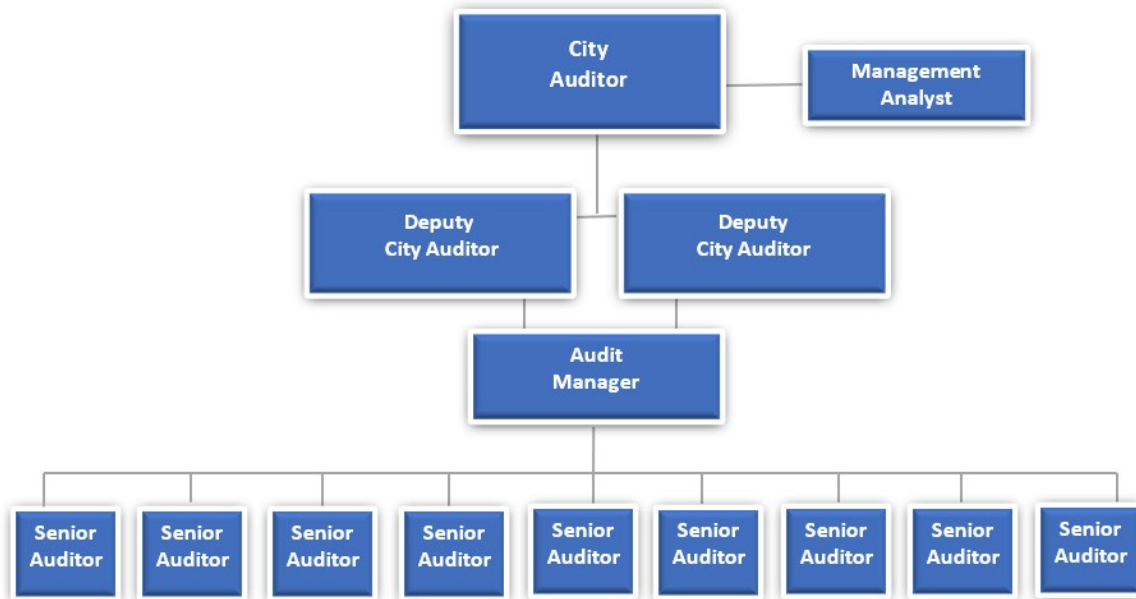 City
Auditor
Management
Analyst
Deputy
City Auditor
Deputy
City Auditor
Audit
Manager
Senior
Auditor
Senior
Auditor
Senior
Auditor
Senior
Auditor
Senior
Auditor
Senior
Auditor
Senior
Auditor
Senior
Auditor
Senior
Auditor